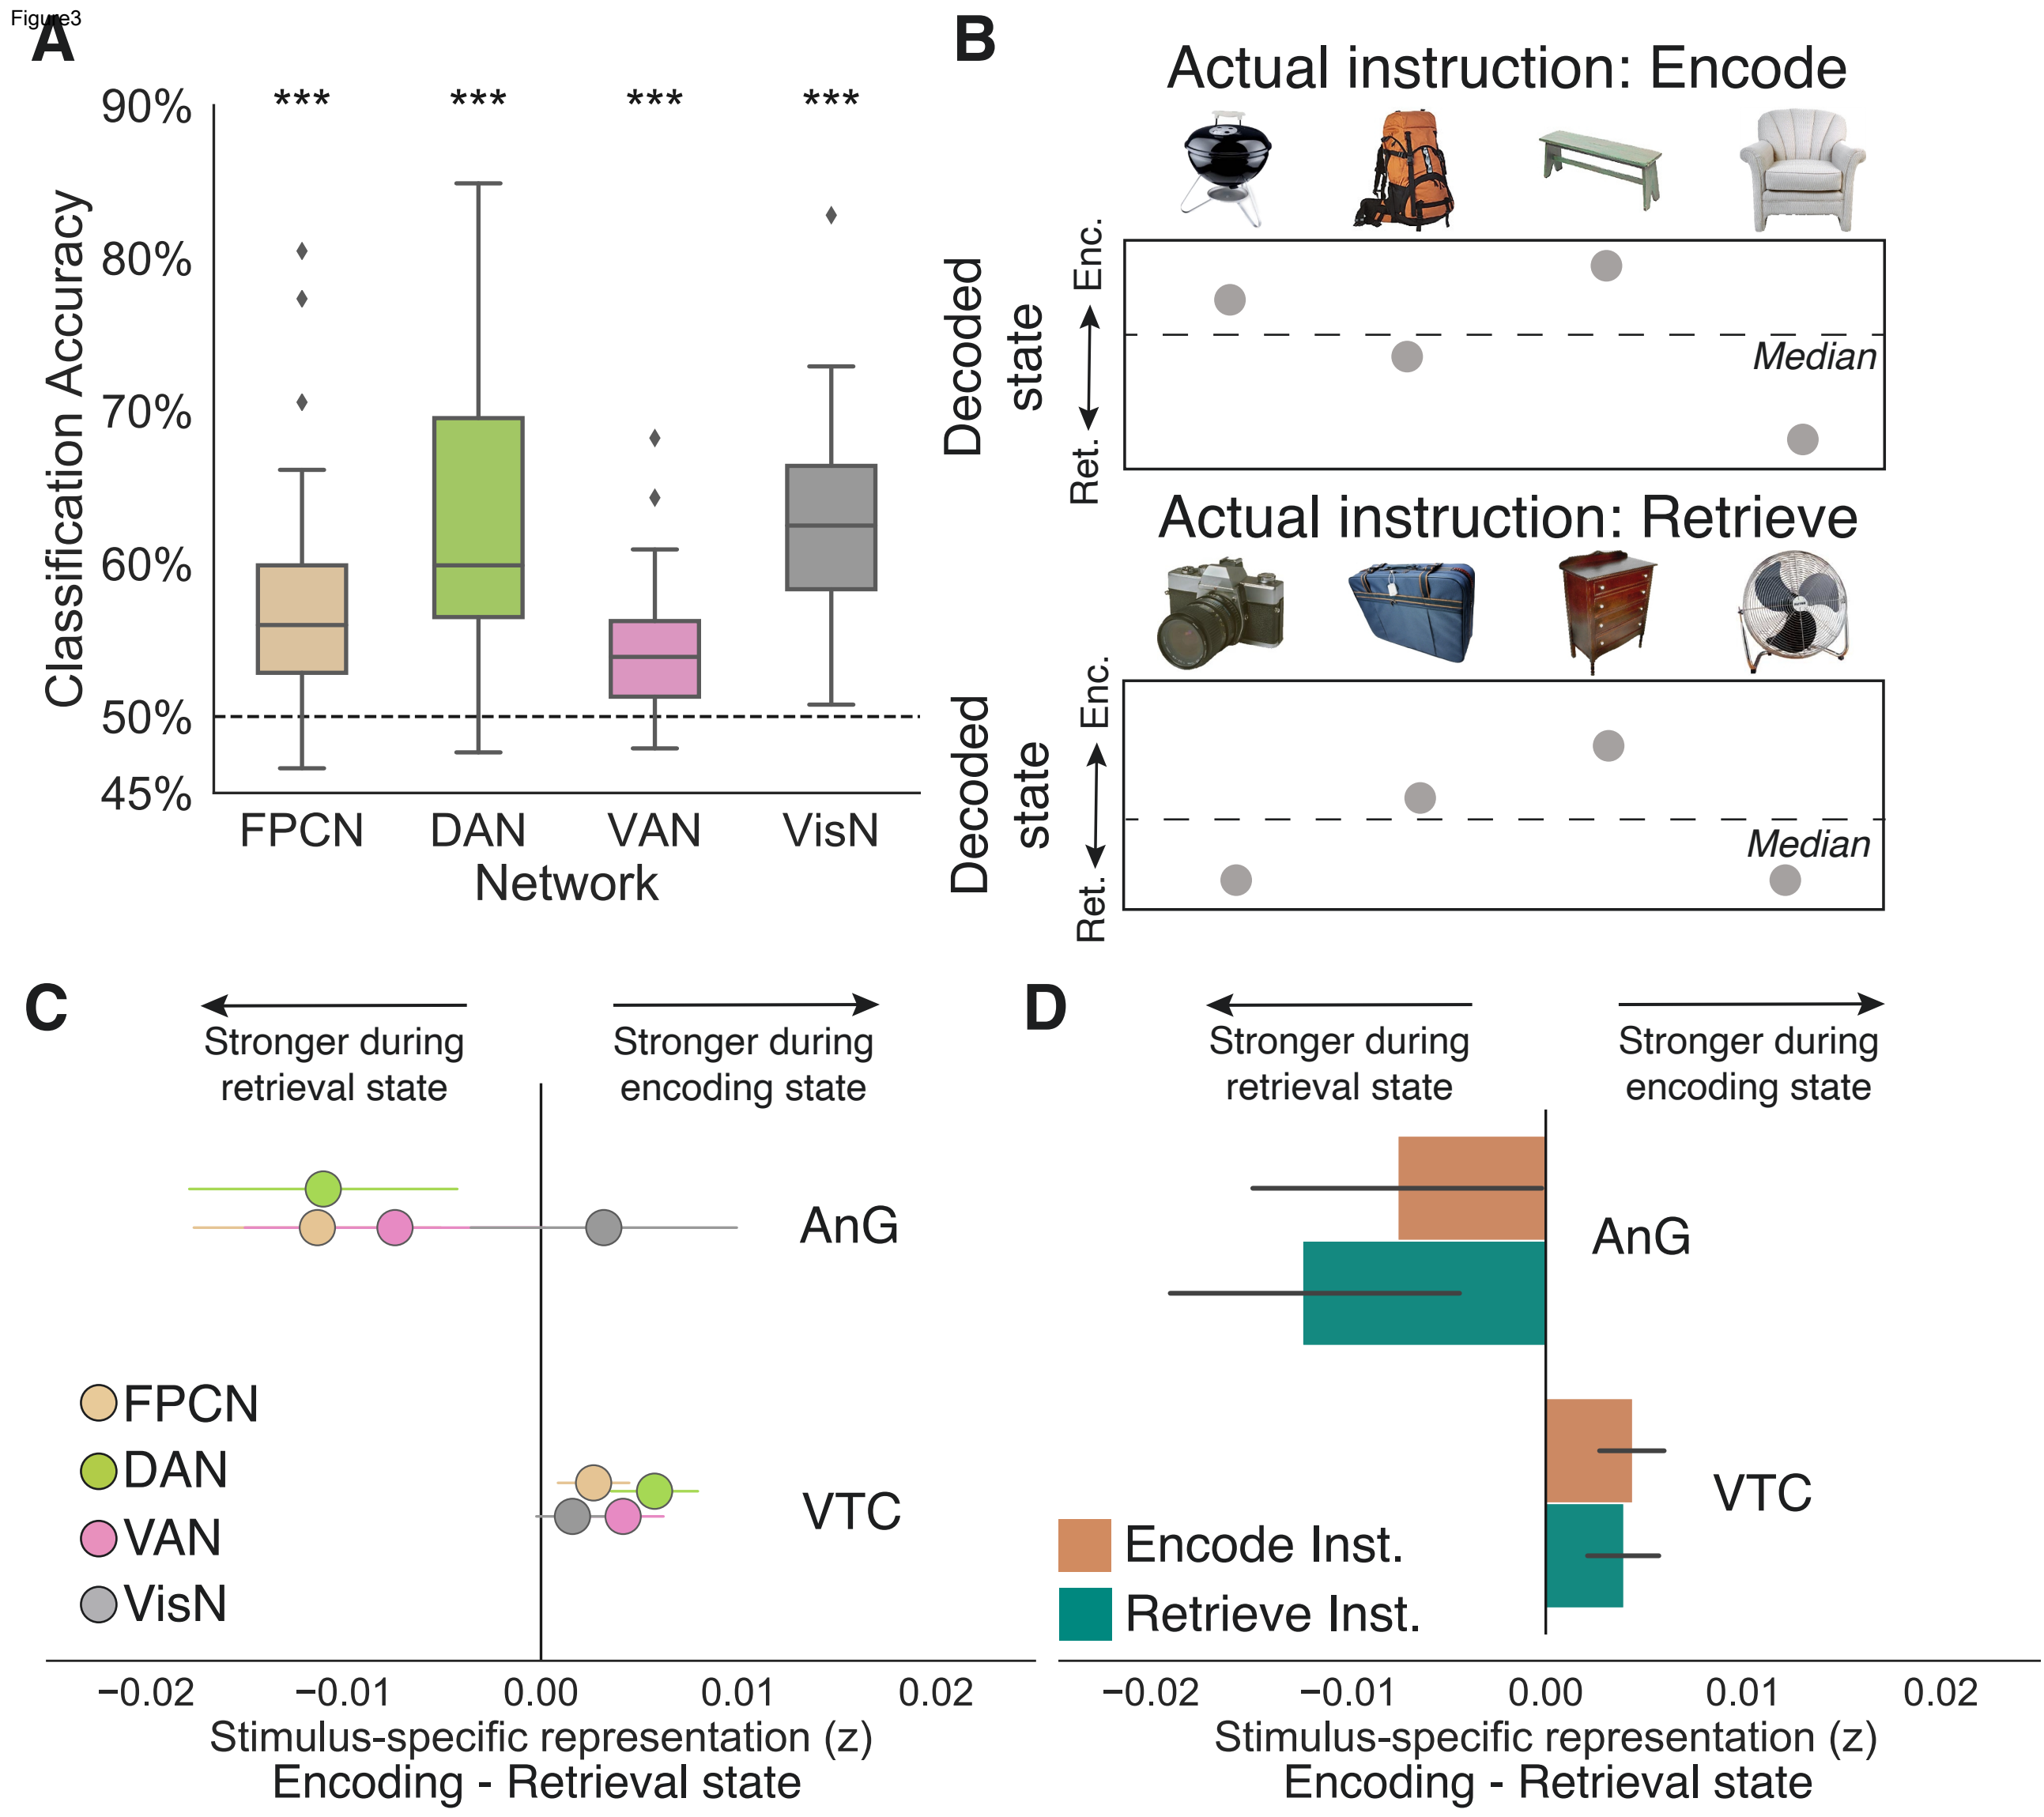 Figure3
A
90%
80%
70%
60%
50%
45%
Classification Accuracy
***
***
***
***
FPCN
DAN
VAN
VisN
Network
B
Actual instruction: Encode
Decoded
state
Ret.
Enc.
Median
Actual instruction: Retrieve
Decoded
state
Ret.
Enc.
Median
C
Stronger during
retrieval state
Stronger during
encoding state
AnG
VTC
FPCN
DAN
VAN
VisN
−0.02
−0.01
0.00
0.01
0.02
Stimulus-specific representation (z)
Encoding - Retrieval state
D
Stronger during
retrieval state
Stronger during
encoding state
AnG
VTC
Encode Inst.
Retrieve Inst.
−0.02
−0.01
0.00
0.01
0.02
Stimulus-specific representation (z)
Encoding - Retrieval state